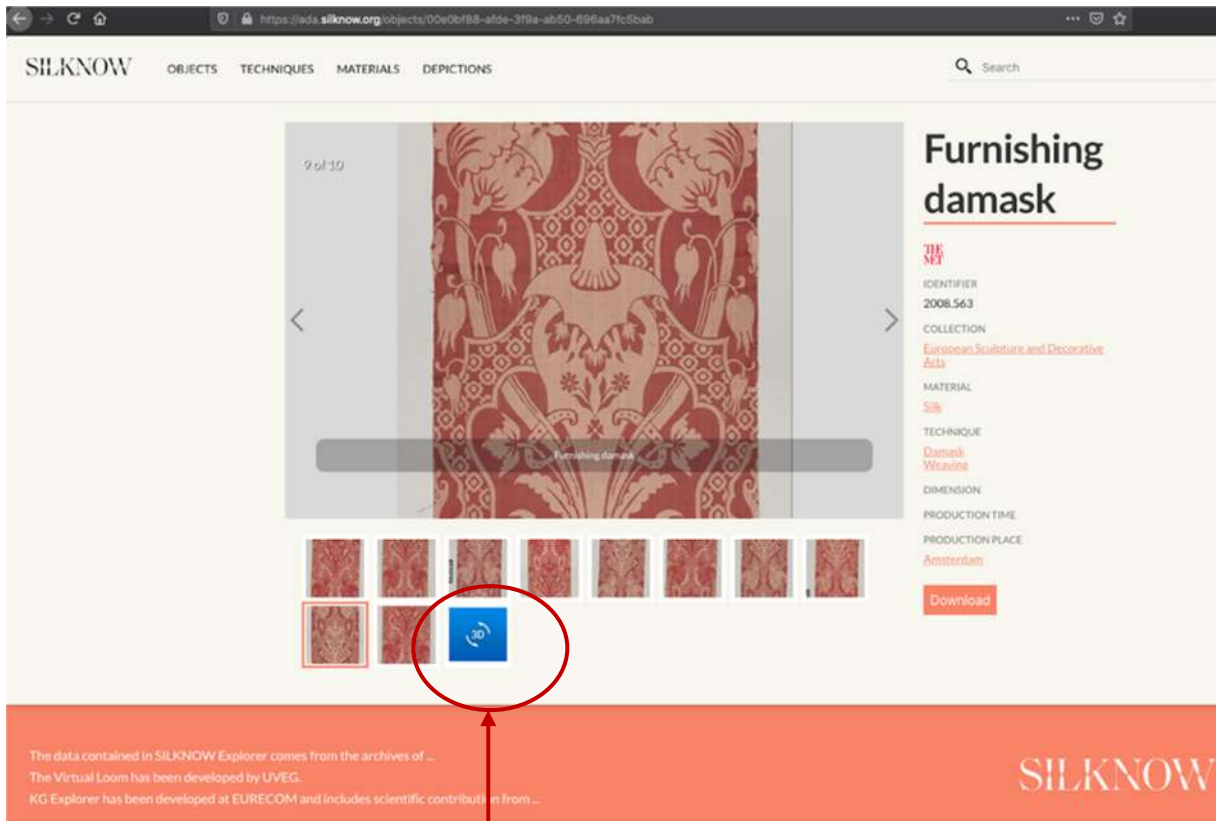 https://ada.silknow.org/objects/00e0bf88-afde-3f9a-ab50-696aa7fc5bab
SILKNOW OBJECTS TECHNIQUES MATERIALS DEPICTIONS Search
9 of 10
Furnishing damask
Furnishing
damask
THE
MET
IDENTIFIER
2008.563
COLLECTION
European Sculpture and Decorative
Arts
MATERIAL
Silk
TECHNIQUE
Damask
Weaving
DIMENSION
PRODUCTION TIME
PRODUCTION PLACE
Amsterdam
Download
3D
The data contained in SILKNOW Explorer comes from the archives of ...
The Virtual Loom has been developed by UVEG.
KG Explorer has been developed at EURECOM and includes scientific contribution from ...
SILKNOW